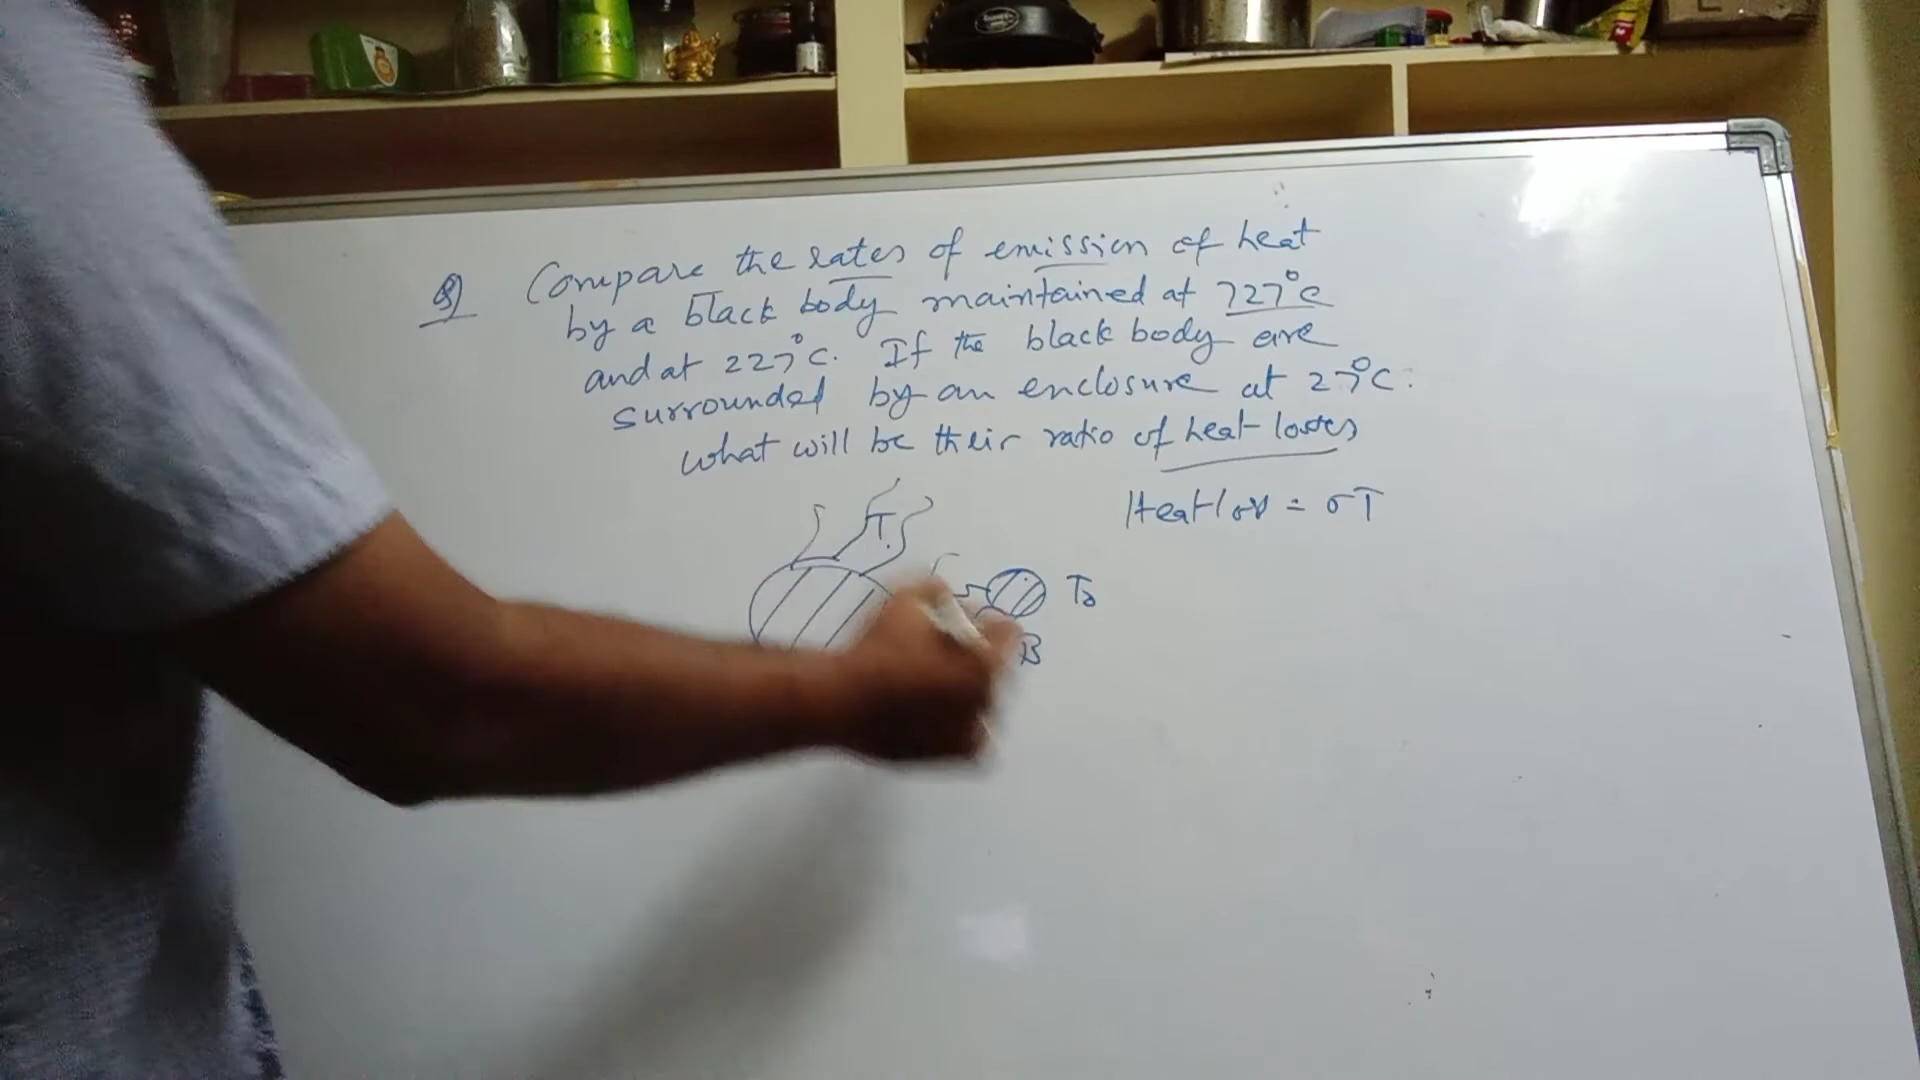 Q) Compare the rates of emission of heat
by a black body maintained at 727°C
and at 227°C. If the black body are
surrounded by an enclosure at 27°C.
what will be their ratio of heat losses
Heat loss = σT
T
T₀
B